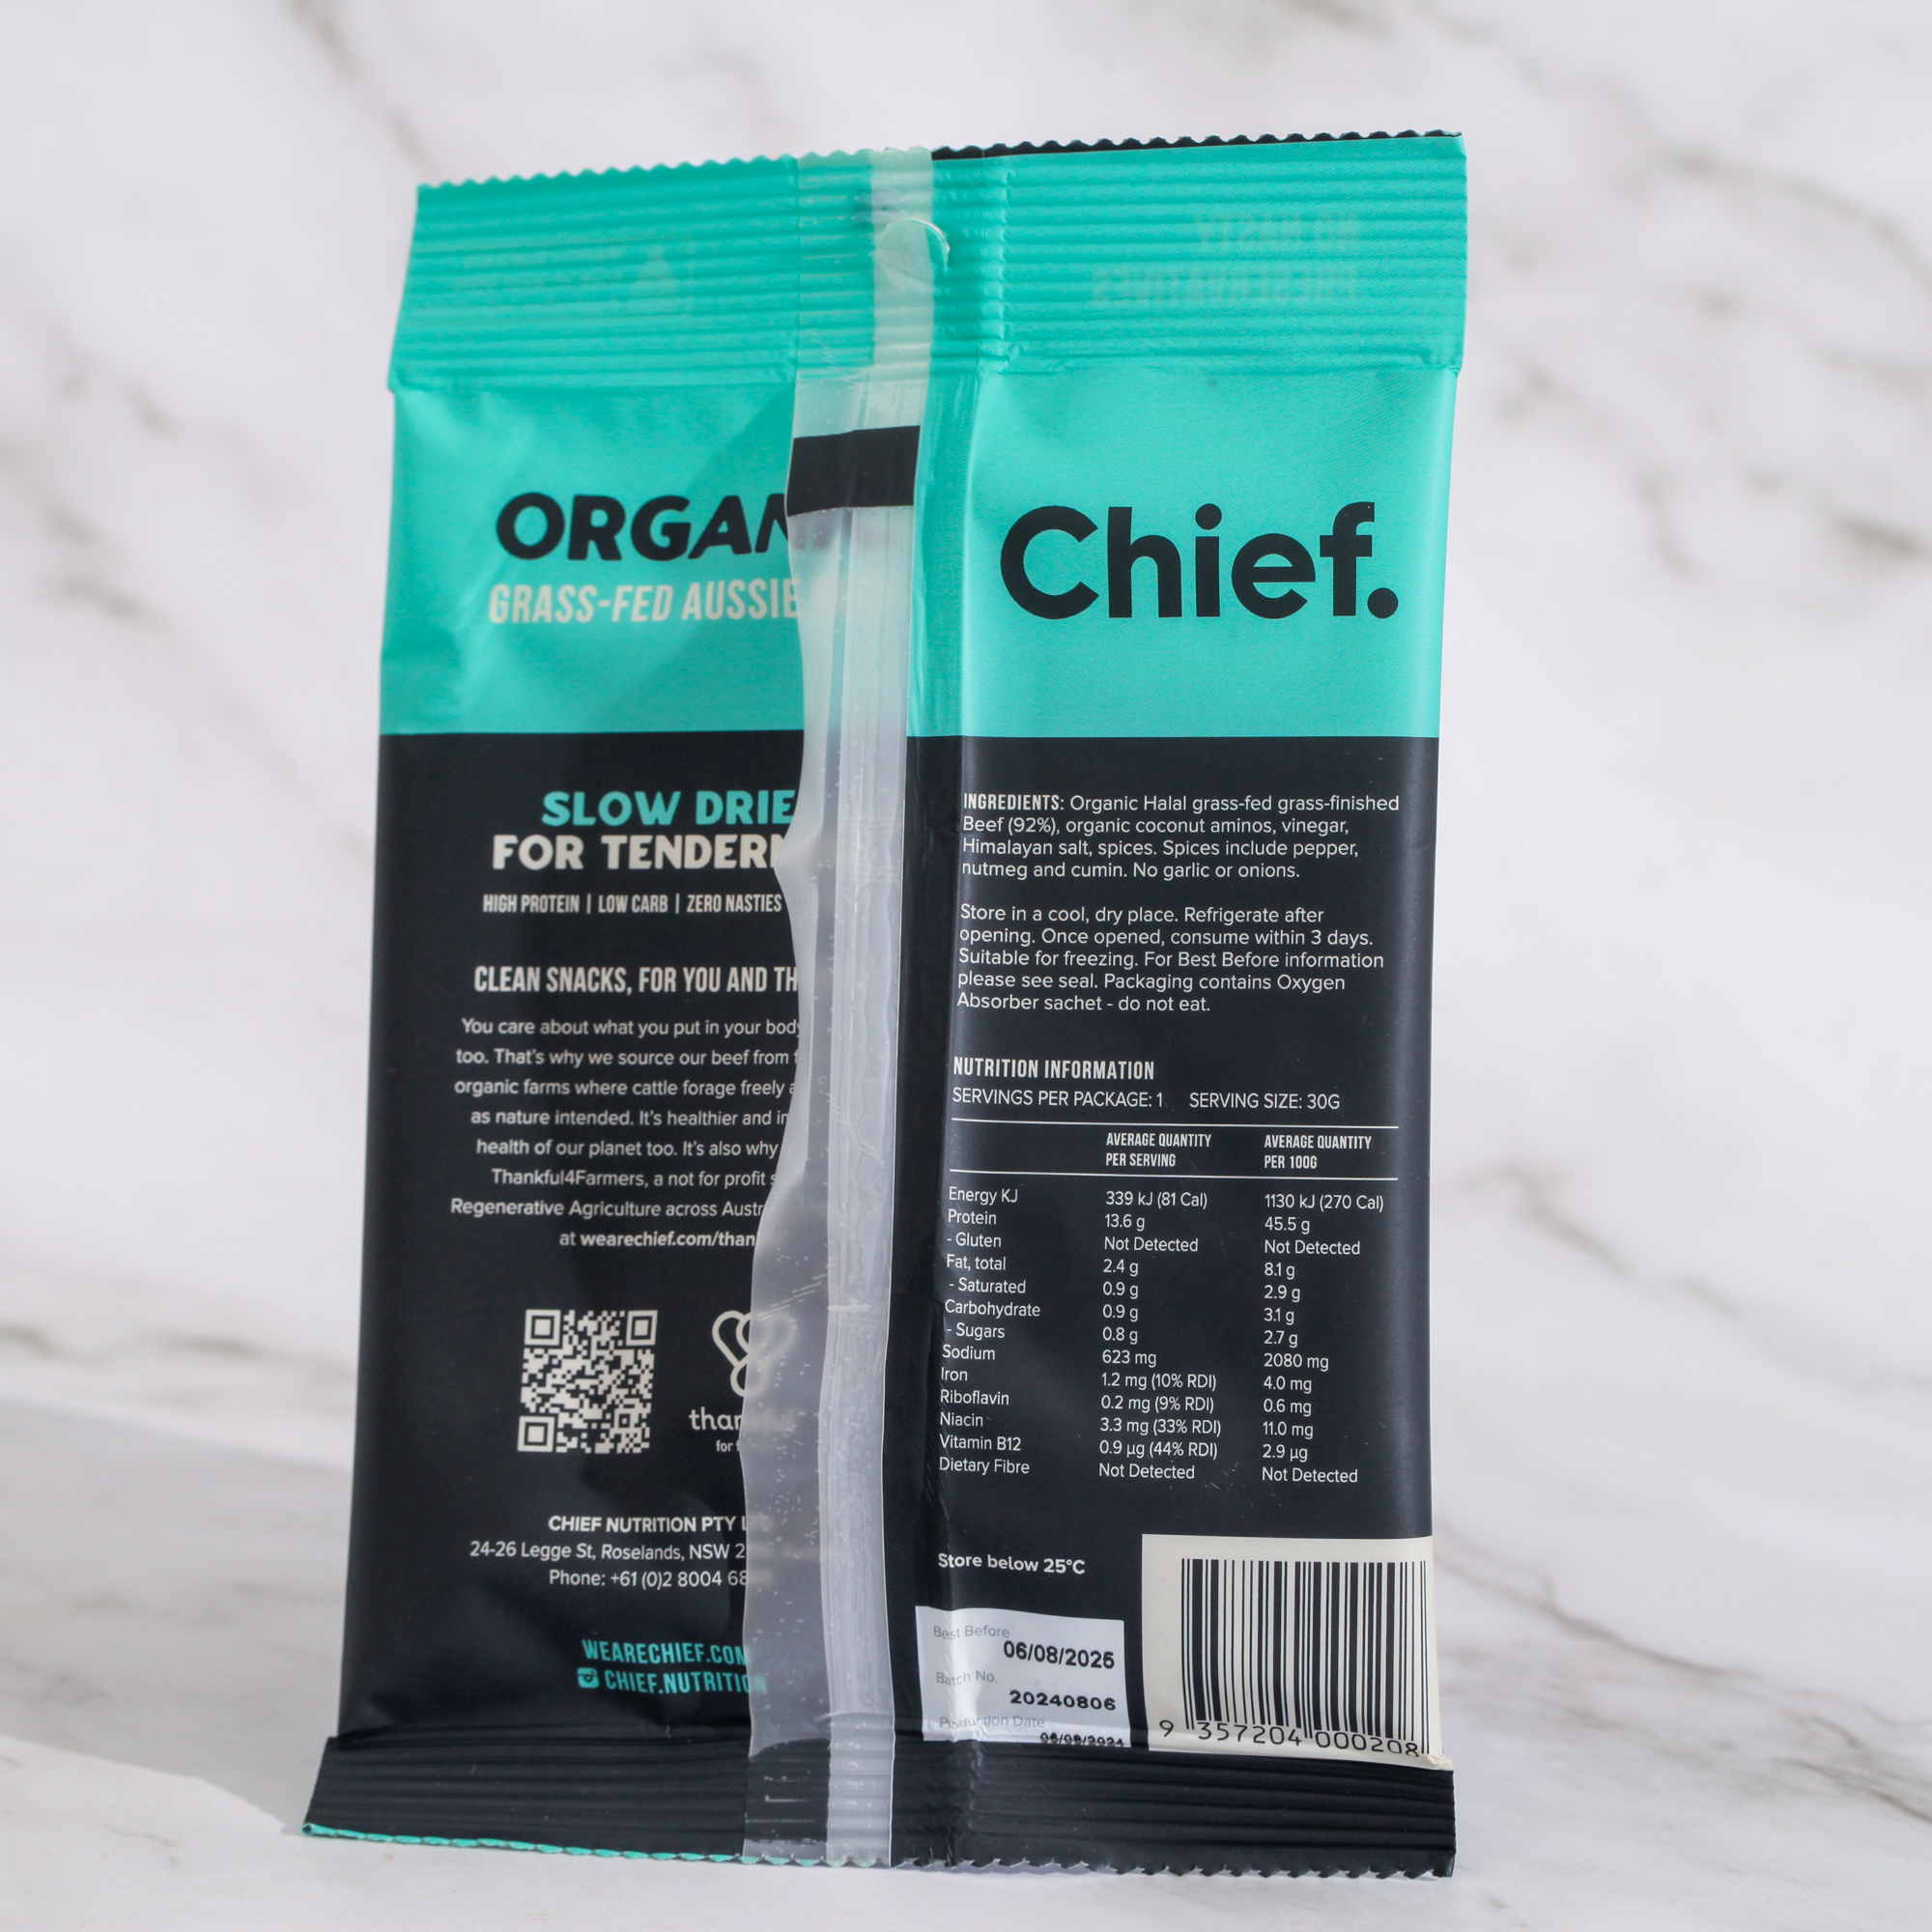 ORGAN
GRASS-FED AUSSIE
SLOW DRIE
FOR TENDERN
HIGH PROTEIN | LOW CARB | ZERO NASTIES
CLEAN SNACKS, FOR YOU AND TH
You care about what you put in your body
too. That's why we source our beef from
organic farms where cattle forage freely a
as nature intended. It's healthier and in
health of our planet too. It's also why
Thankful4Farmers, a not for profit s
Regenerative Agriculture across Austr
at wearechief.com/than
thankful
for f
CHIEF NUTRITION PTY L
24-26 Legge St, Roselands, NSW 2
Phone: +61 (0)2 8004 68
WEARECHIEF.COM
CHIEF.NUTRITION
NO NASTY
PRESERVATIVES
Chief.
INGREDIENTS: Organic Halal grass-fed grass-finished
Beef (92%), organic coconut aminos, vinegar,
Himalayan salt, spices. Spices include pepper,
nutmeg and cumin. No garlic or onions.
Store in a cool, dry place. Refrigerate after
opening. Once opened, consume within 3 days.
Suitable for freezing. For Best Before information
please see seal. Packaging contains Oxygen
Absorber sachet - do not eat.
NUTRITION INFORMATION
SERVINGS PER PACKAGE: 1 SERVING SIZE: 30G
AVERAGE QUANTITY AVERAGE QUANTITY
PER SERVING PER 100G
Energy KJ 339 kJ (81 Cal) 1130 kJ (270 Cal)
Protein 13.6 g 45.5 g
- Gluten Not Detected Not Detected
Fat, total 2.4 g 8.1 g
- Saturated 0.9 g 2.9 g
Carbohydrate 0.9 g 3.1 g
- Sugars 0.8 g 2.7 g
Sodium 623 mg 2080 mg
Iron 1.2 mg (10% RDI) 4.0 mg
Riboflavin 0.2 mg (9% RDI) 0.6 mg
Niacin 3.3 mg (33% RDI) 11.0 mg
Vitamin B12 0.9 µg (44% RDI) 2.9 µg
Dietary Fibre Not Detected Not Detected
Store below 25°C
Best Before
06/08/2025
Batch No.
20240806
Production Date
06/08/2024
9 357204 000208